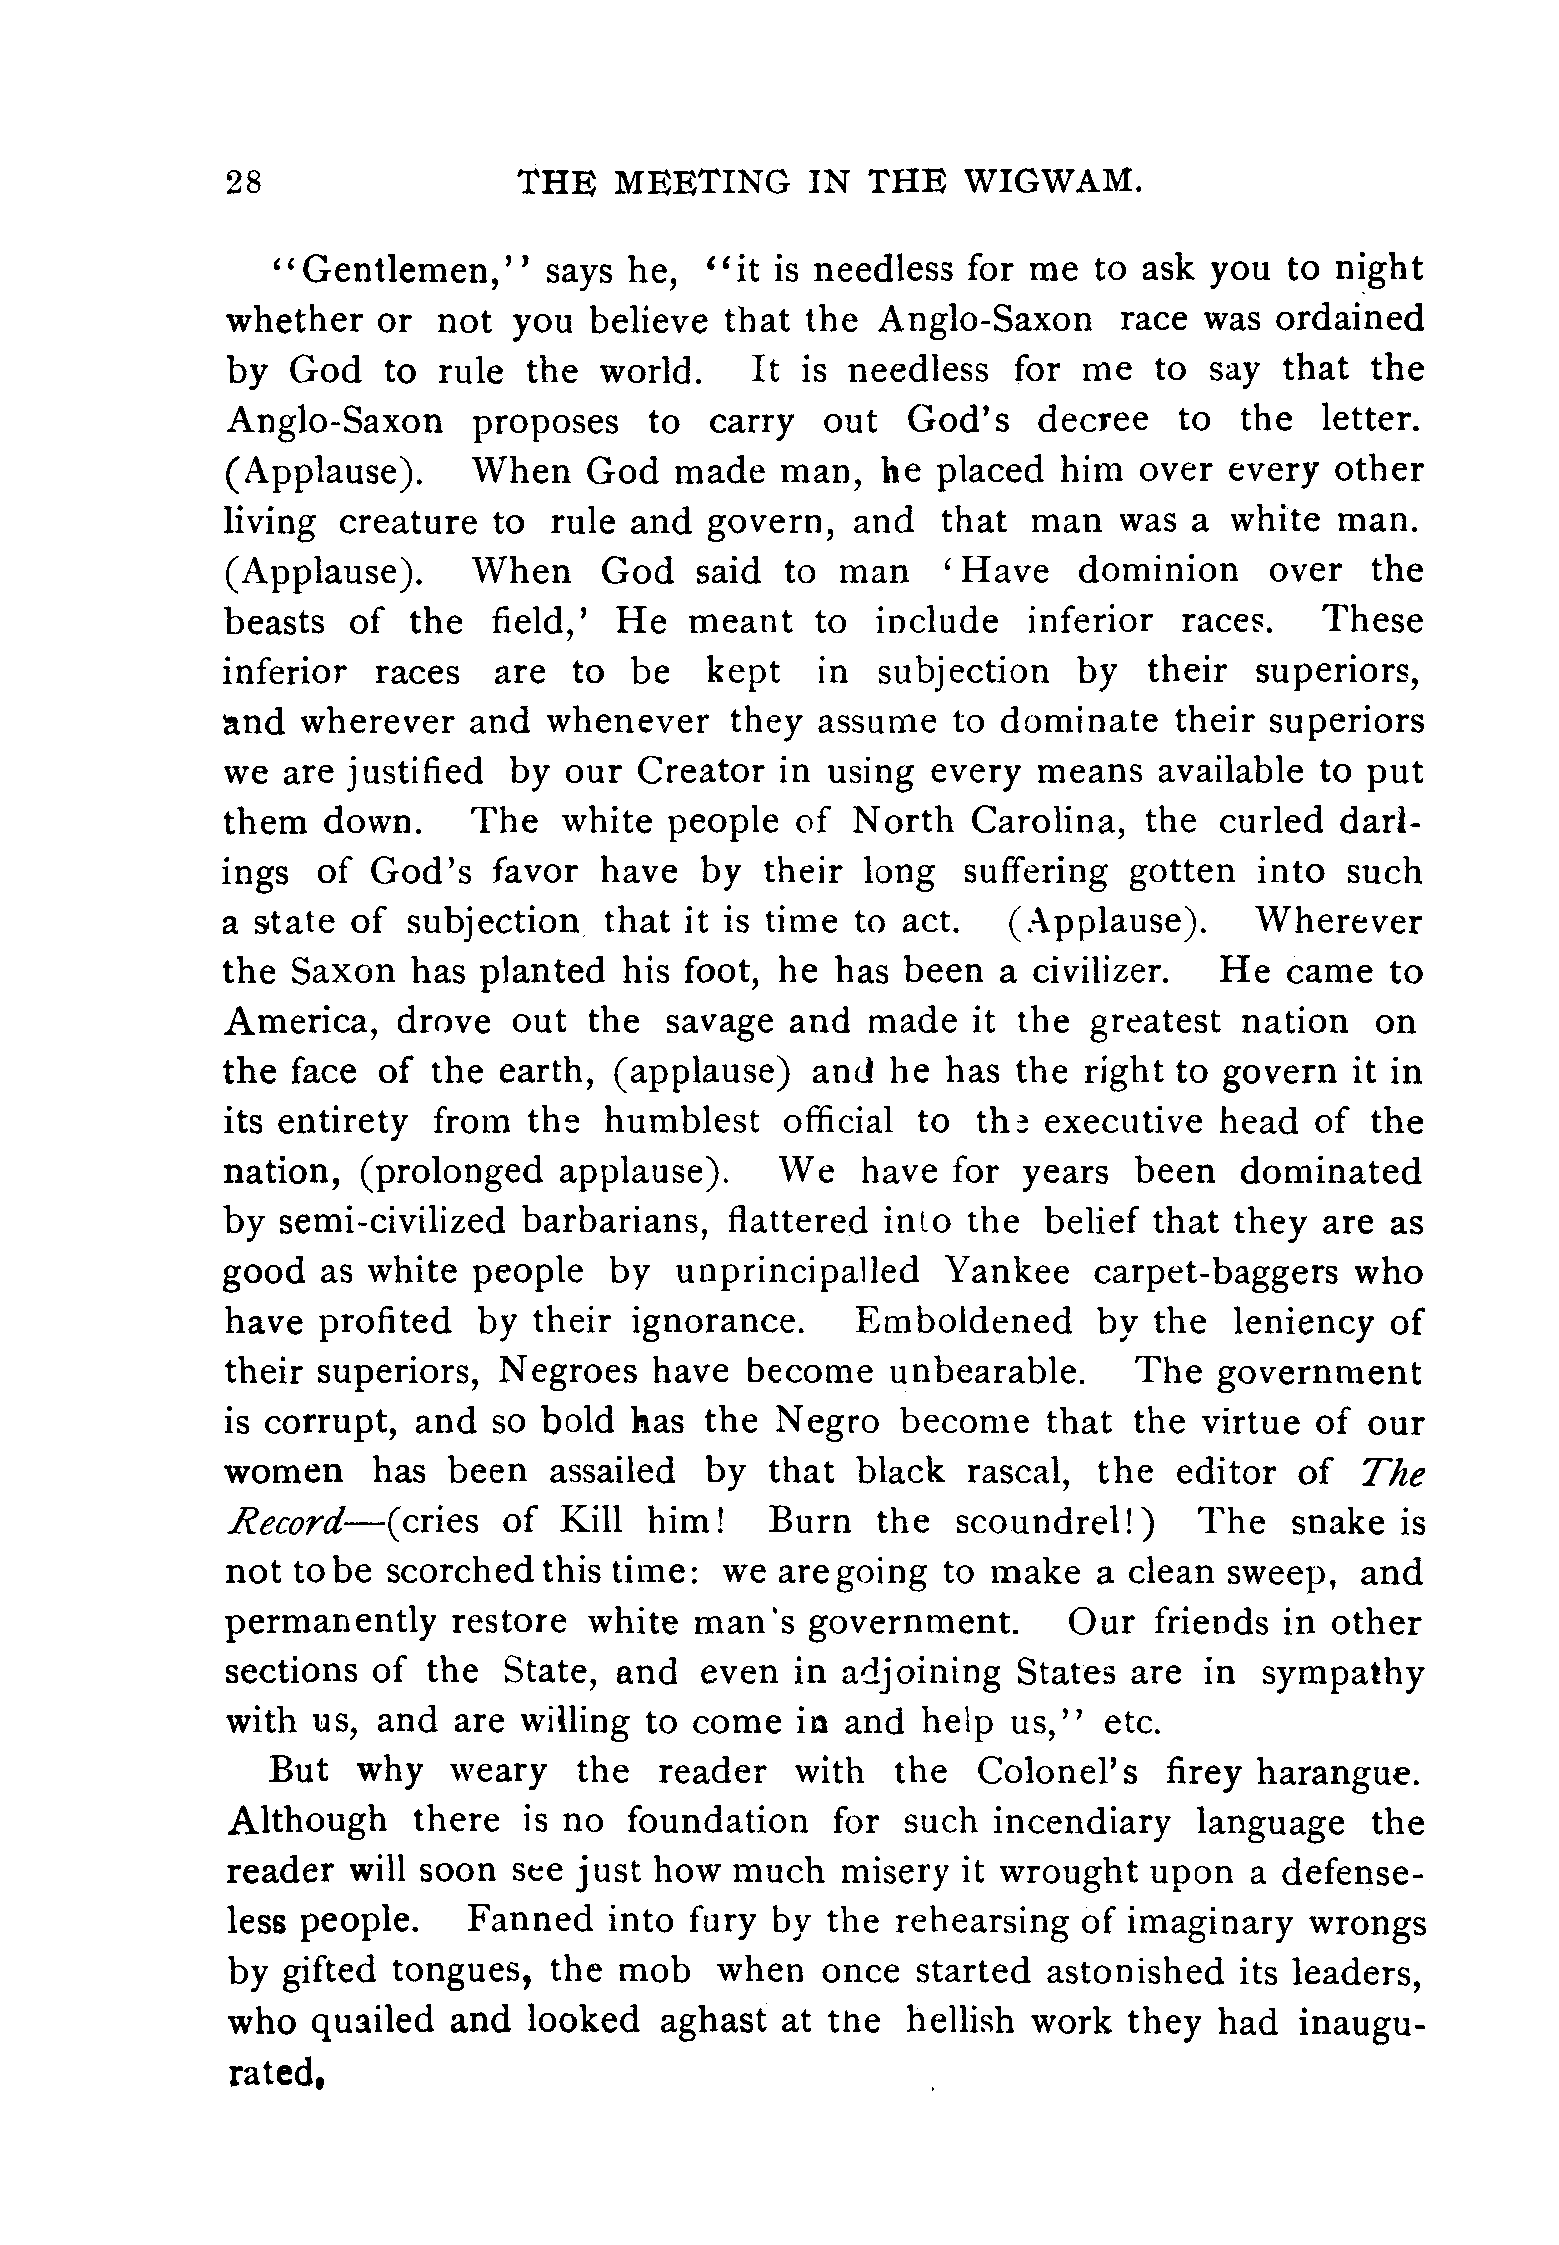 28 THE MEETING IN THE WIGWAM.
“Gentlemen,” says he, “it is needless for me to ask you to night
whether or not you believe that the Anglo-Saxon race was ordained
by God to rule the world. It is needless for me to say that the
Anglo-Saxon proposes to carry out God's decree to the letter.
(Applause). When God made man, he placed him over every other
living creature to rule and govern, and that man was a white man.
(Applause). When God said to man ‘Have dominion over the
beasts of the field,’ He meant to include inferior races. These
inferior races are to be kept in subjection by their superiors,
and wherever and whenever they assume to dominate their superiors
we are justified by our Creator in using every means available to put
them down. The white people of North Carolina, the curled darl-
ings of God's favor have by their long suffering gotten into such
a state of subjection that it is time to act. (Applause). Wherever
the Saxon has planted his foot, he has been a civilizer. He came to
America, drove out the savage and made it the greatest nation on
the face of the earth, (applause) and he has the right to govern it in
its entirety from the humblest official to the executive head of the
nation, (prolonged applause). We have for years been dominated
by semi-civilized barbarians, flattered into the belief that they are as
good as white people by unprincipalled Yankee carpet-baggers who
have profited by their ignorance. Emboldened by the leniency of
their superiors, Negroes have become unbearable. The government
is corrupt, and so bold has the Negro become that the virtue of our
women has been assailed by that black rascal, the editor of The
Record—(cries of Kill him! Burn the scoundrel!) The snake is
not to be scorched this time: we are going to make a clean sweep, and
permanently restore white man's government. Our friends in other
sections of the State, and even in adjoining States are in sympathy
with us, and are willing to come in and help us,” etc.
But why weary the reader with the Colonel's firey harangue.
Although there is no foundation for such incendiary language the
reader will soon see just how much misery it wrought upon a defense-
less people. Fanned into fury by the rehearsing of imaginary wrongs
by gifted tongues, the mob when once started astonished its leaders,
who quailed and looked aghast at the hellish work they had inaugu-
rated,